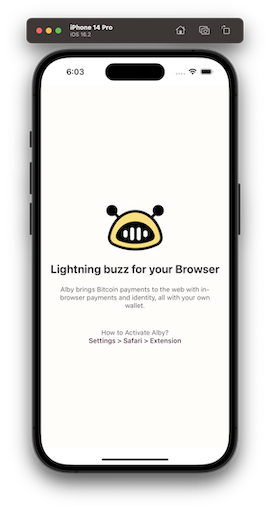 iPhone 14 Pro
iOS 16.2
6:03
Lightning buzz for your Browser
Alby brings Bitcoin payments to the web with in-
browser payments and identity, all with your own
wallet.
How to Activate Alby?
Settings > Safari > Extension